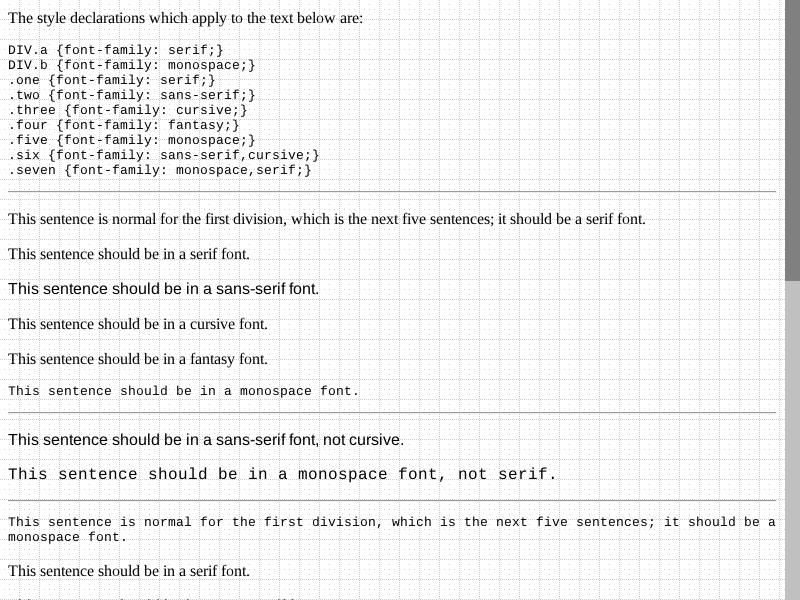 The style declarations which apply to the text below are:
DIV.a {font-family: serif;}
DIV.b {font-family: monospace;}
.one {font-family: serif;}
.two {font-family: sans-serif;}
.three {font-family: cursive;}
.four {font-family: fantasy;}
.five {font-family: monospace;}
.six {font-family: sans-serif,cursive;}
.seven {font-family: monospace,serif;}
This sentence is normal for the first division, which is the next five sentences; it should be a serif font.
This sentence should be in a serif font.
This sentence should be in a sans-serif font.
This sentence should be in a cursive font.
This sentence should be in a fantasy font.
This sentence should be in a monospace font.
This sentence should be in a sans-serif font, not cursive.
This sentence should be in a monospace font, not serif.
This sentence is normal for the first division, which is the next five sentences; it should be a
monospace font.
This sentence should be in a serif font.